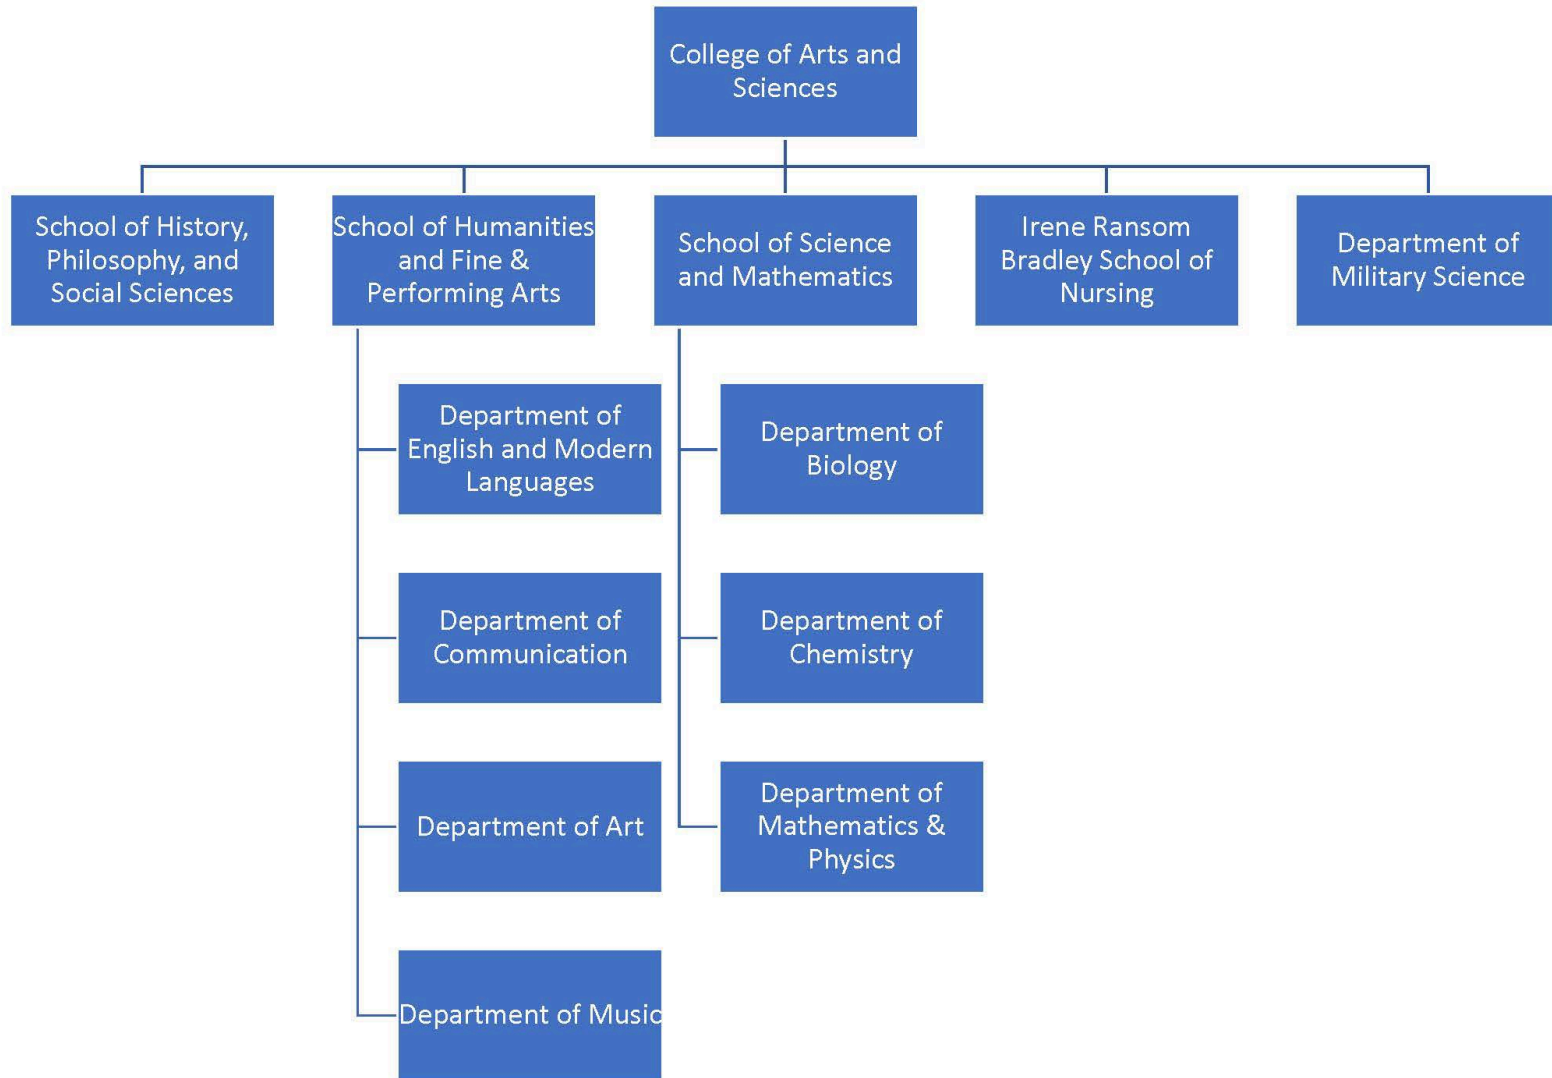 College of Arts and
Sciences
School of History,
Philosophy, and
Social Sciences
School of Humanities
and Fine &
Performing Arts
School of Science
and Mathematics
Irene Ransom
Bradley School of
Nursing
Department of
Military Science
Department of
English and Modern
Languages
Department of
Communication
Department of Art
Department of Music
Department of
Biology
Department of
Chemistry
Department of
Mathematics &
Physics